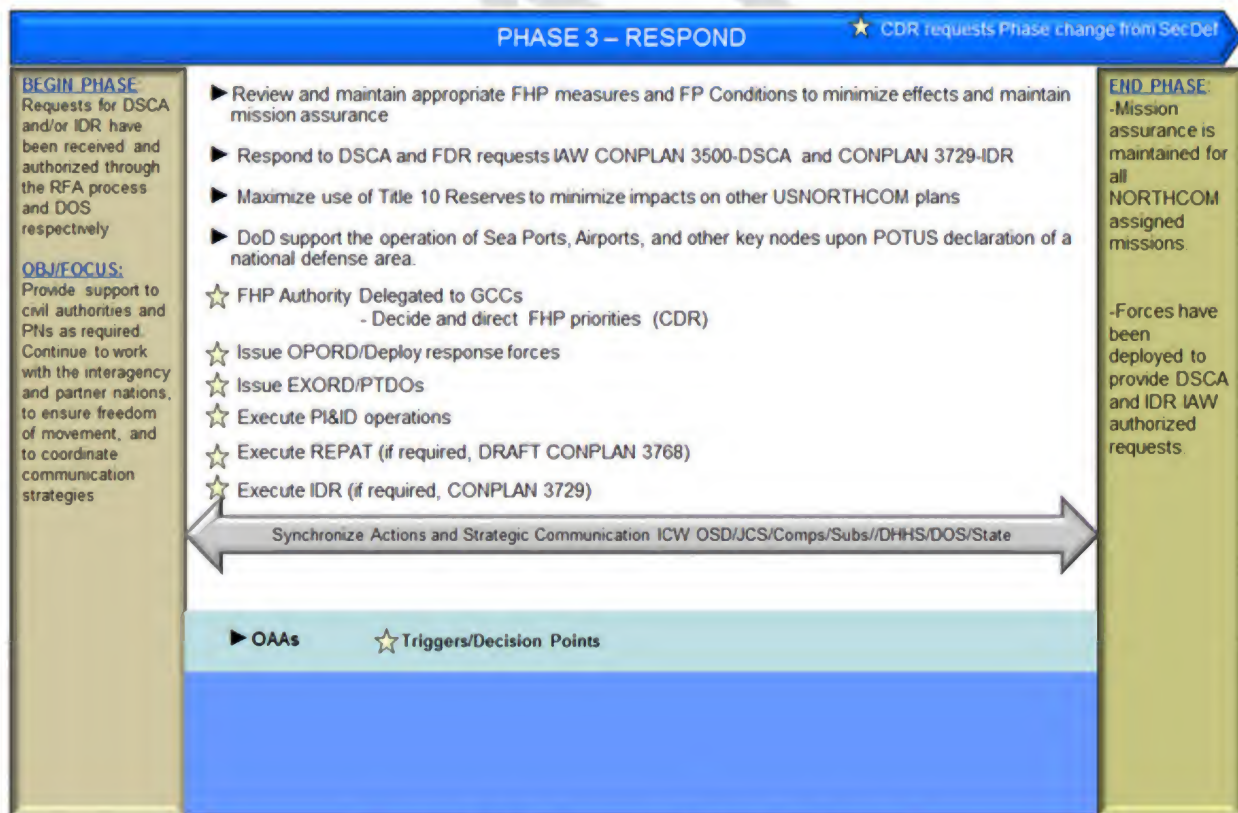 PHASE 3 – RESPOND
CDR requests Phase change from SecDef
BEGIN PHASE:
Requests for DSCA
and/or IDR have
been received and
authorized through
the RFA process
and DOS
respectively
OBJ/FOCUS:
Provide support to
civil authorities and
PNs as required.
Continue to work
with the interagency
and partner nations,
to ensure freedom
of movement, and
to coordinate
communication
strategies
►Review and maintain appropriate FHP measures and FP Conditions to minimize effects and maintain
mission assurance
► Respond to DSCA and FDR requests IAW CONPLAN 3500-DSCA and CONPLAN 3729-IDR
► Maximize use of Title 10 Reserves to minimize impacts on other USNORTHCOM plans
► DoD support the operation of Sea Ports, Airports, and other key nodes upon POTUS declaration of a
national defense area.
FHP Authority Delegated to GCCs
- Decide and direct FHP priorities (CDR)
Issue OPORD/Deploy response forces
Issue EXORD/PTDOs
Execute PI&ID operations
Execute REPAT (if required, DRAFT CONPLAN 3768)
Execute IDR (if required, CONPLAN 3729)
Synchronize Actions and Strategic Communication ICW OSD/JCS/Comps/Subs//DHHS/DOS/State
► OAAs
Triggers/Decision Points
END PHASE:
-Mission
assurance is
maintained for
all
NORTHCOM
assigned
missions.
-Forces have
been
deployed to
provide DSCA
and IDR IAW
authorized
requests.